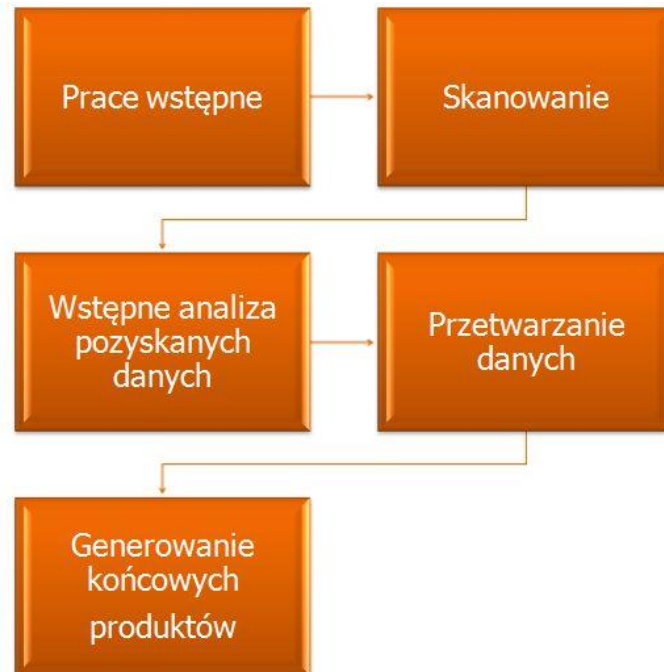 Prace wstępne
Skanowanie
Wstępne analiza
pozyskanych
danych
Przetwarzanie
danych
Generowanie
końcowych
produktów